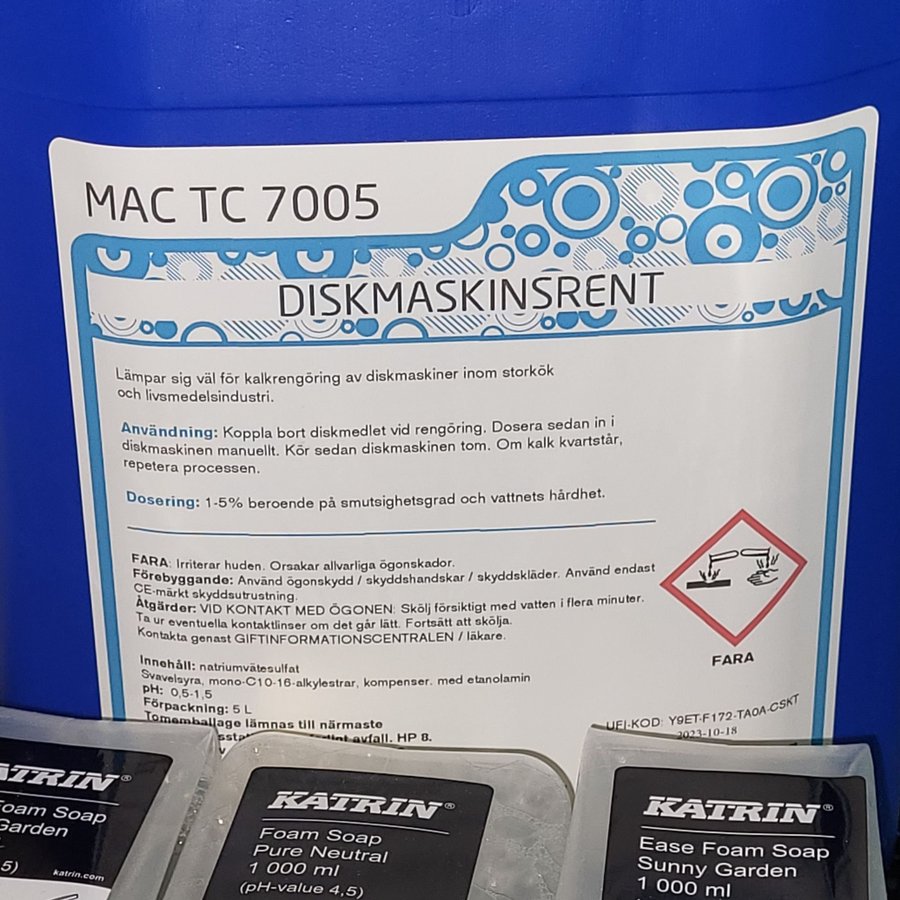 MAC TC 7005
DISKMASKINSRENT
Lämpar sig väl för kalkrengöring av diskmaskiner inom storkök
och livsmedelsindustri.
Användning: Koppla bort diskmedlet vid rengöring. Dosera sedan in i
diskmaskinen manuellt. Kör sedan diskmaskinen tom. Om kalk kvartstår,
repetera processen.
Dosering: 1-5% beroende på smutsighetsgrad och vattnets hårdhet.
FARA: Irriterar huden. Orsakar allvarliga ögonskador.
Förebyggande: Använd ögonskydd / skyddshandskar / skyddskläder. Använd endast
CE-märkt skyddsutrustning.
Åtgärder: VID KONTAKT MED ÖGONEN: Skölj försiktigt med vatten i flera minuter.
Ta ur eventuella kontaktlinser om det går lätt. Fortsätt att skölja.
Kontakta genast GIFTINFORMATIONSCENTRALEN / läkare.
FARA
Innehåll: natriumvätesulfat
Svavelsyra, mono-C10-16-alkylestrar, kompenser. med etanolamin
pH: 0,5-1,5
Förpackning: 5 L
Tomemballage lämnas till närmaste
avfall. HP 8.
UFI-KOD: Y9ET-F172-TA0A-CSKT
2023-10-18
ATRIN®
Foam Soap
Garden
5)
katrin.com
KATRIN®
Foam Soap
Pure Neutral
1 000 ml
(pH-value 4,5)
KATRIN®
Ease Foam Soap
Sunny Garden
1 000 ml